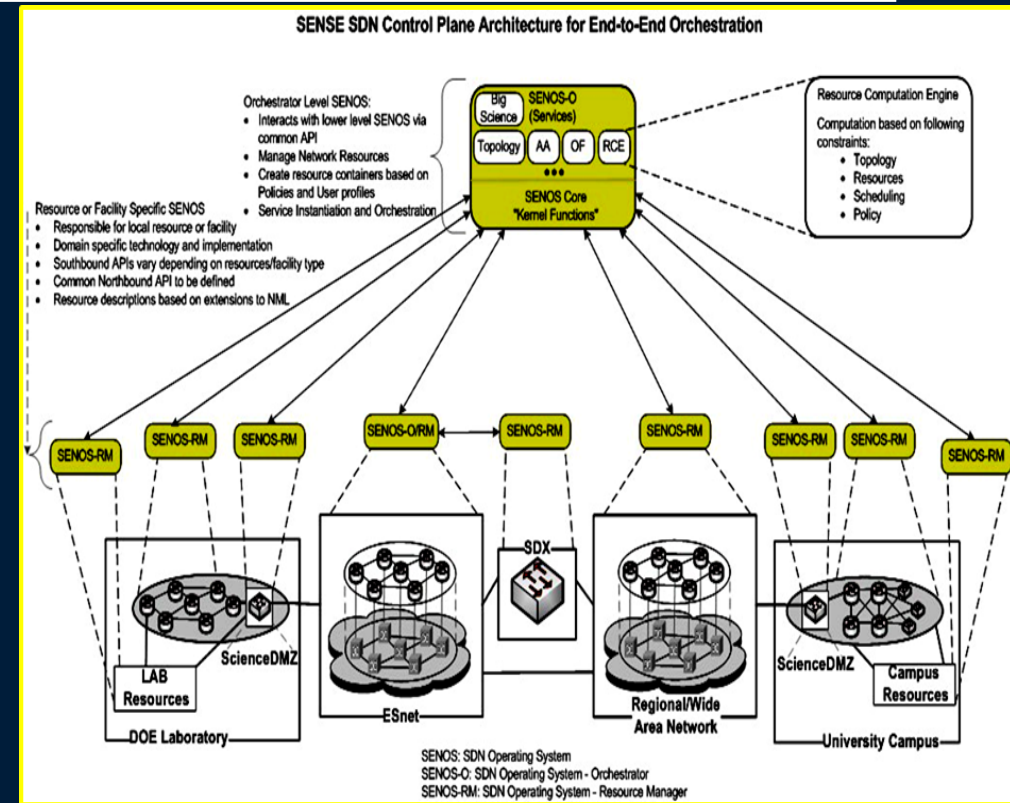 SENSE SDN Control Plane Architecture for End-to-End Orchestration
Orchestrator Level SENOS:
• Interacts with lower level SENOS via
common API
• Manage Network Resources
• Create resource containers based on
Policies and User profiles
• Service Instantiation and Orchestration
Big
Science
SENOS-O
(Services)
Topology
AA
OF
RCE
•••
SENOS Core
"Kernel Functions"
Resource Computation Engine
Computation based on following
constraints:
• Topology
• Resources
• Scheduling
• Policy
Resource or Facility Specific SENOS
• Responsible for local resource or facility
• Domain specific technology and implementation
• Southbound APIs vary depending on resources/facility type
• Common Northbound API to be defined
• Resource descriptions based on extensions to NML
SENOS-RM
SENOS-RM
SENOS-RM
SENOS-O/RM
SENOS-RM
SENOS-RM
SENOS-RM
SENOS-RM
SENOS-RM
ScienceDMZ
LAB
Resources
DOE Laboratory
ESnet
SDX
Regional/Wide
Area Network
ScienceDMZ
Campus
Resources
University Campus
SENOS: SDN Operating System
SENOS-O: SDN Operating System - Orchestrator
SENOS-RM: SDN Operating System - Resource Manager